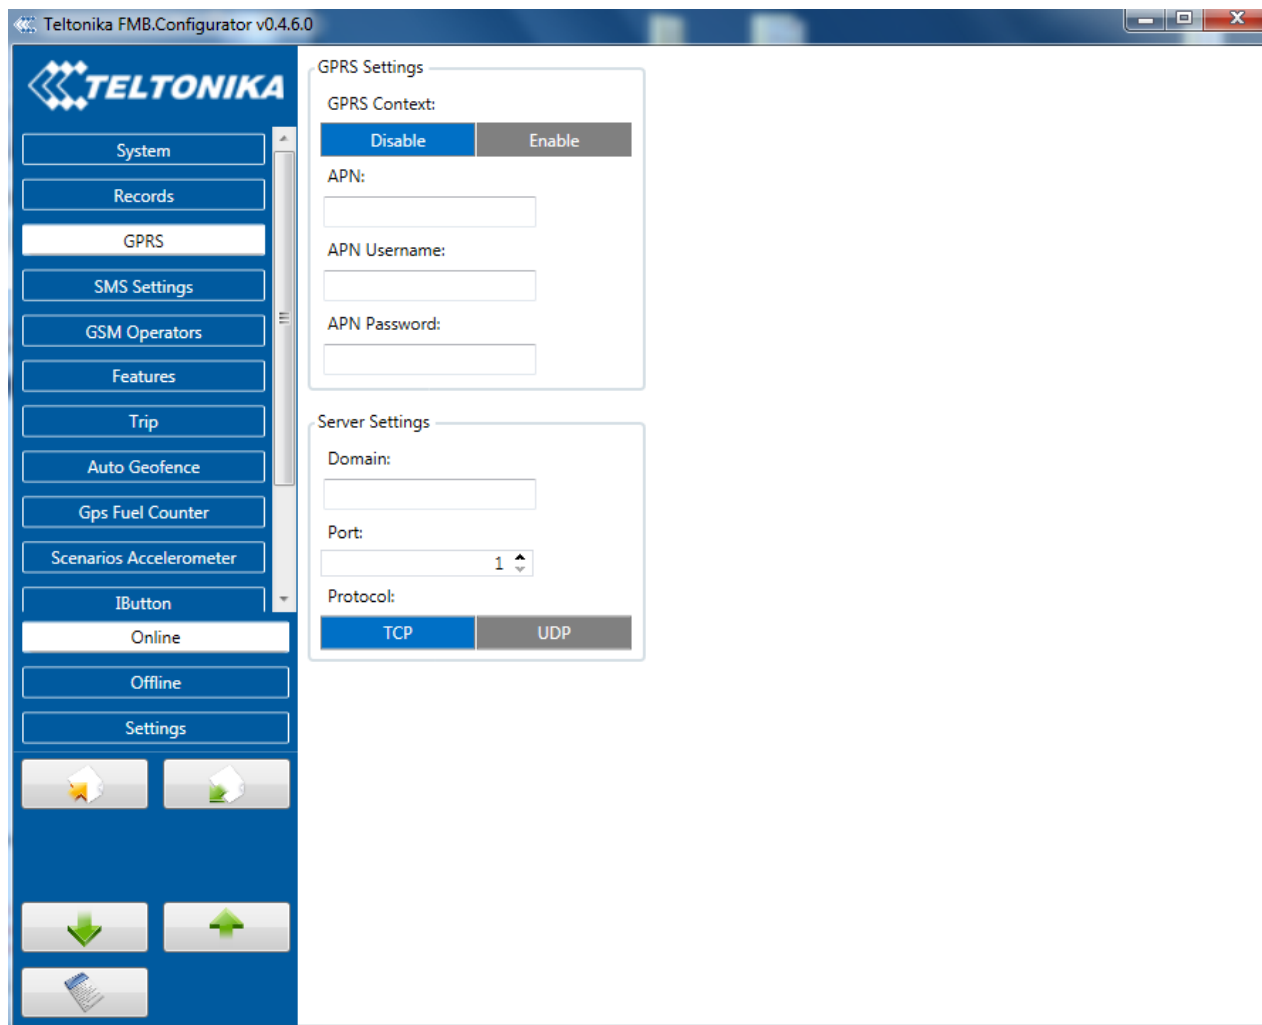 Teltonika FMB.Configurator v0.4.6.0
TELTONIKA
System
Records
GPRS
SMS Settings
GSM Operators
Features
Trip
Auto Geofence
Gps Fuel Counter
Scenarios Accelerometer
IButton
Online
Offline
Settings
GPRS Settings
GPRS Context:
Disable Enable
APN:
APN Username:
APN Password:
Server Settings
Domain:
Port:
1
Protocol:
TCP UDP